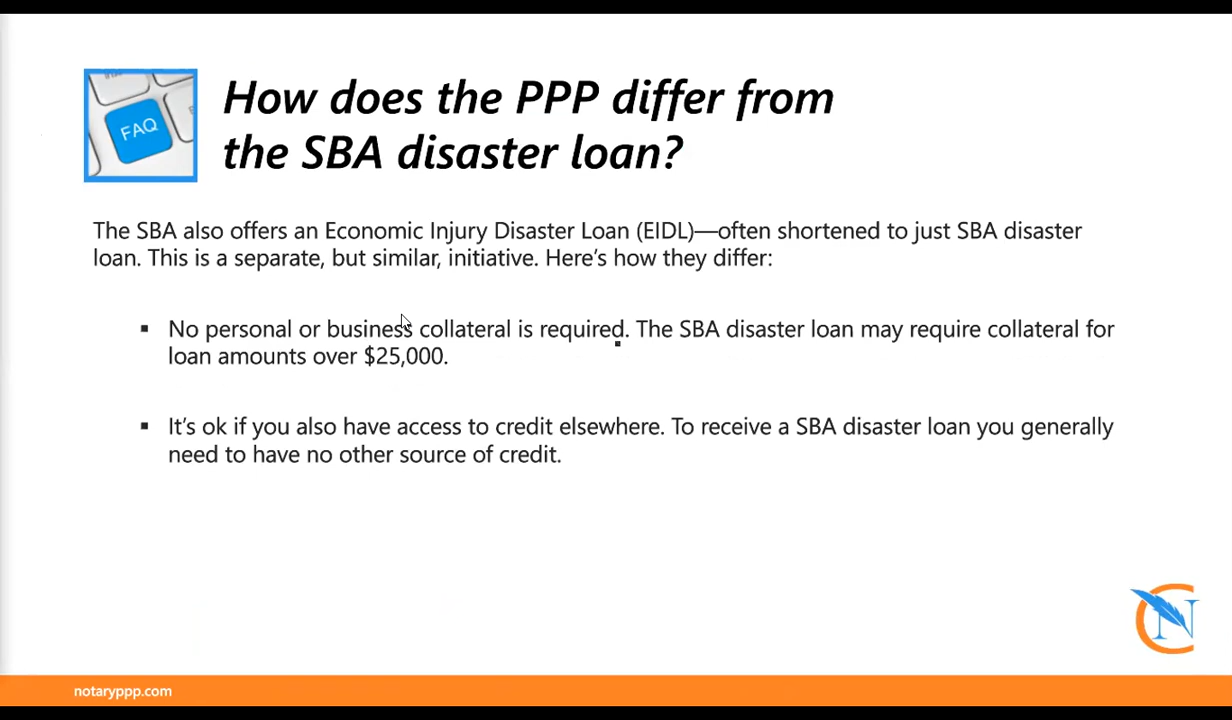 FAQ
How does the PPP differ from
the SBA disaster loan?
The SBA also offers an Economic Injury Disaster Loan (EIDL)—often shortened to just SBA disaster
loan. This is a separate, but similar, initiative. Here's how they differ:
▪ No personal or business collateral is required. The SBA disaster loan may require collateral for
loan amounts over $25,000.
▪ It's ok if you also have access to credit elsewhere. To receive a SBA disaster loan you generally
need to have no other source of credit.
CN
notaryppp.com